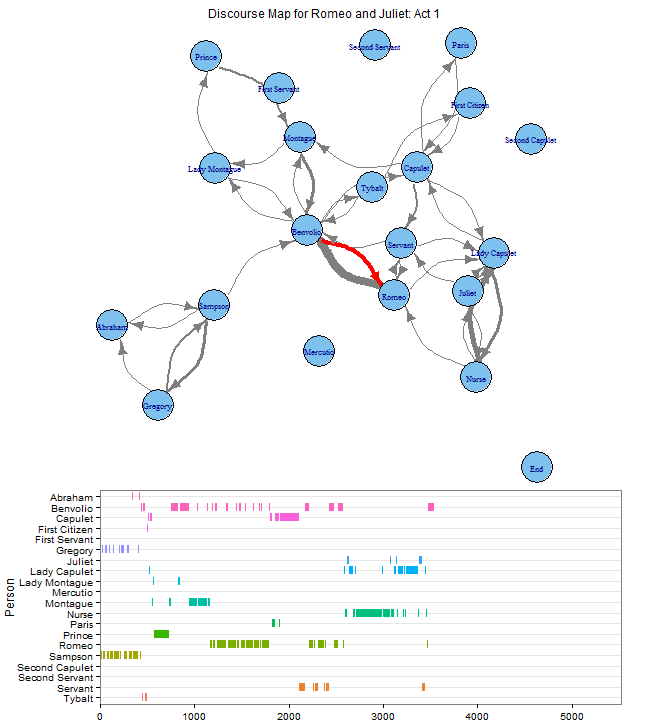 Discourse Map for Romeo and Juliet: Act 1
Prince
Second Servant
Paris
First Servant
First Citizen
Montague
Second Capulet
Lady Montague
Capulet
Tybalt
Benvolio
Servant
Lady Capulet
Romeo
Juliet
Sampson
Abraham
Mercutio
Nurse
Gregory
End
Person
Abraham
Benvolio
Capulet
First Citizen
First Servant
Gregory
Juliet
Lady Capulet
Lady Montague
Mercutio
Montague
Nurse
Paris
Prince
Romeo
Sampson
Second Capulet
Second Servant
Servant
Tybalt
0 1000 2000 3000 4000 5000